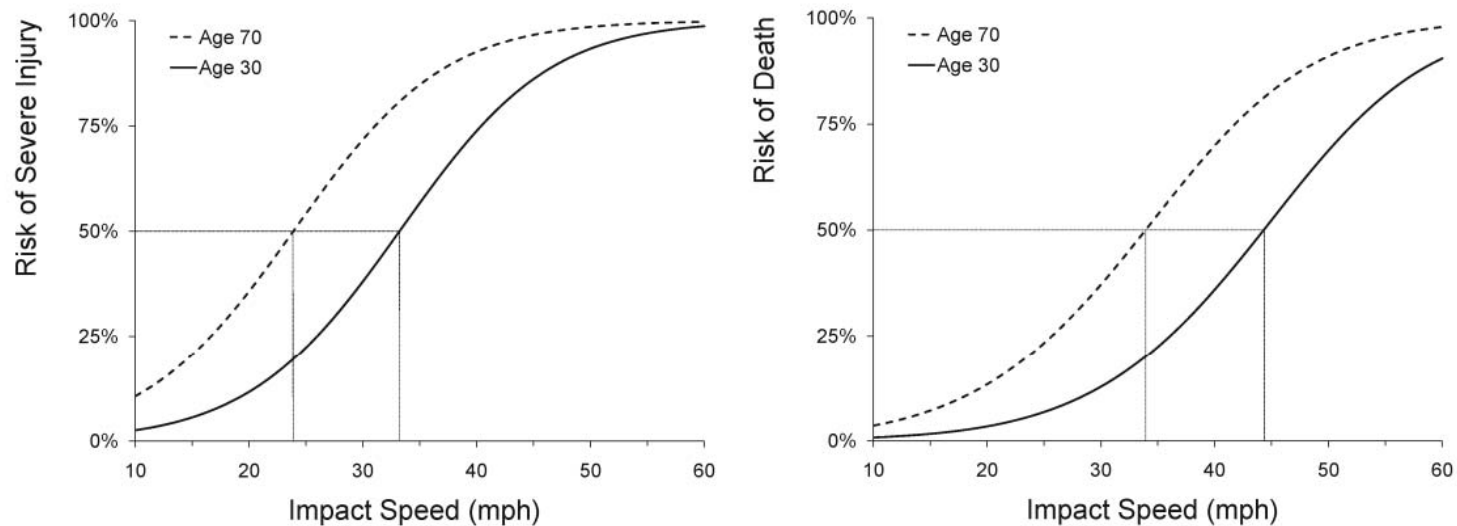 Risk of Severe Injury
100%
75%
50%
25%
0%
Age 70
Age 30
10 20 30 40 50 60
Impact Speed (mph)
Risk of Death
100%
75%
50%
25%
0%
Age 70
Age 30
10 20 30 40 50 60
Impact Speed (mph)